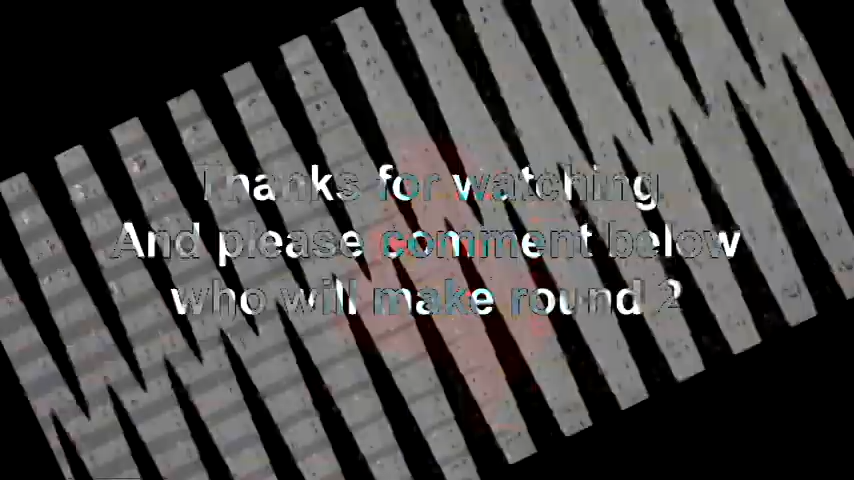 Thanks for watching
And please comment below
who will make round 2